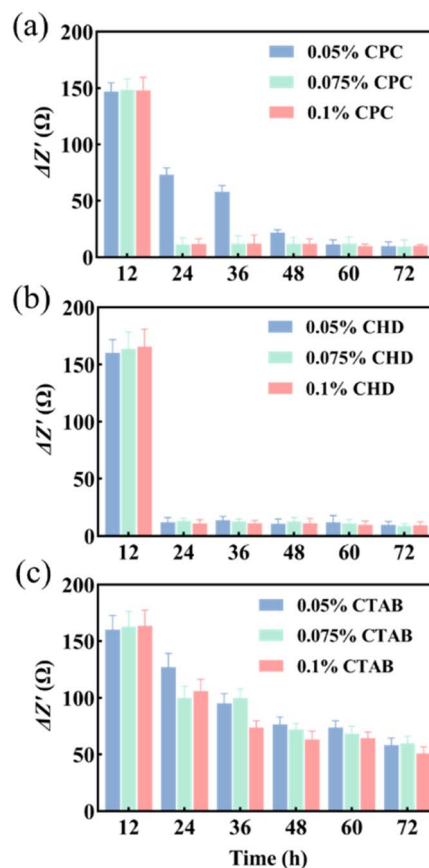 (a)
200
150
100
50
0
ΔZ' (Ω)
0.05% CPC
0.075% CPC
0.1% CPC
12 24 36 48 60 72
(b)
200
150
100
50
0
ΔZ' (Ω)
0.05% CHD
0.075% CHD
0.1% CHD
12 24 36 48 60 72
(c)
200
150
100
50
0
ΔZ' (Ω)
0.05% CTAB
0.075% CTAB
0.1% CTAB
12 24 36 48 60 72
Time (h)